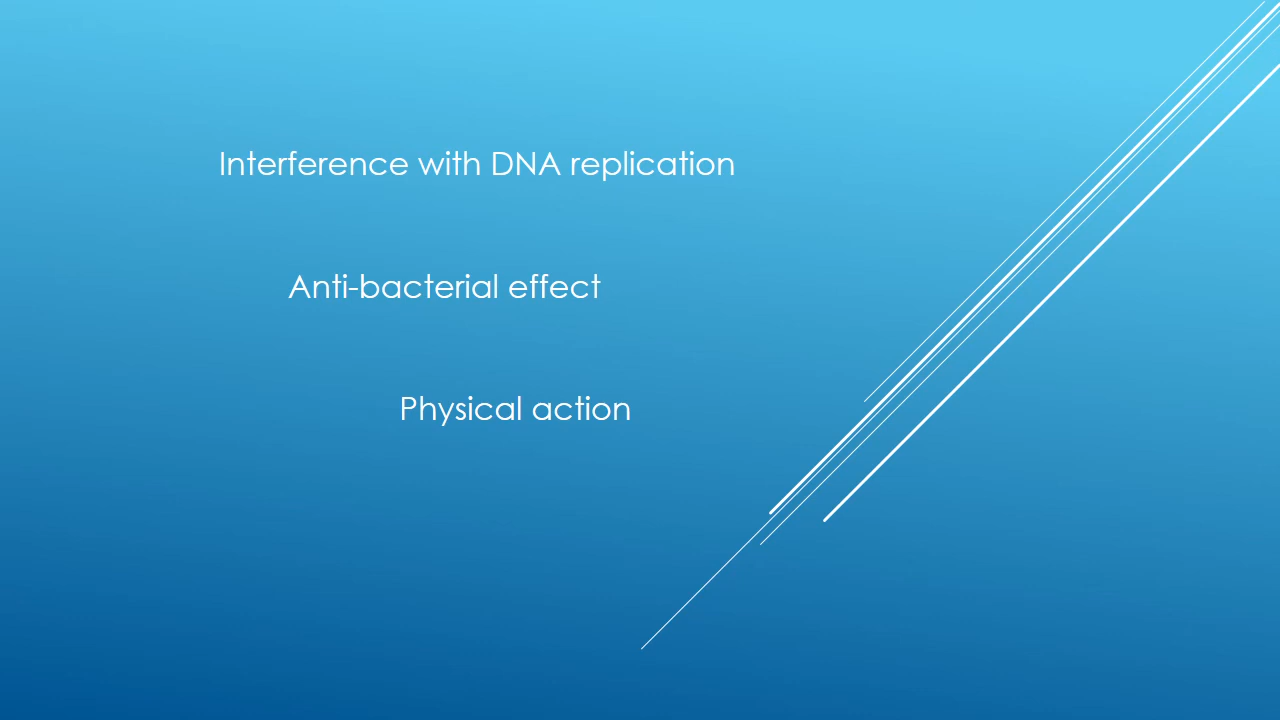 Interference with DNA replication
Anti-bacterial effect
Physical action